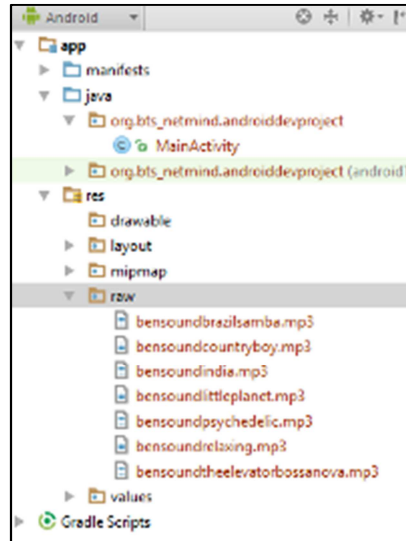 Android
app
manifests
java
org.bts_netmind.androiddevproject
MainActivity
org.bts_netmind.androiddevproject (android
res
drawable
layout
mipmap
raw
bensoundbrazilsamba.mp3
bensoundcountryboy.mp3
bensoundindia.mp3
bensoundlittleplanet.mp3
bensoundpsychedelic.mp3
bensoundrelaxing.mp3
bensoundtheelevatorbossanova.mp3
values
Gradle Scripts